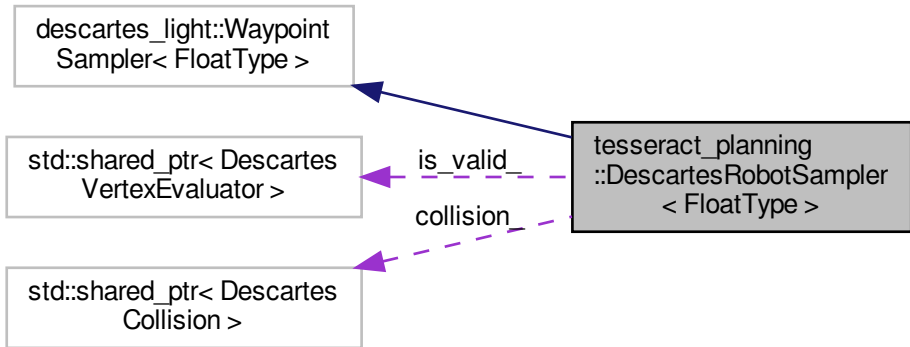 descartes_light::Waypoint
Sampler< FloatType >
std::shared_ptr< Descartes
VertexEvaluator >
std::shared_ptr< Descartes
Collision >
is_valid_
collision_
tesseract_planning
::DescartesRobotSampler
< FloatType >